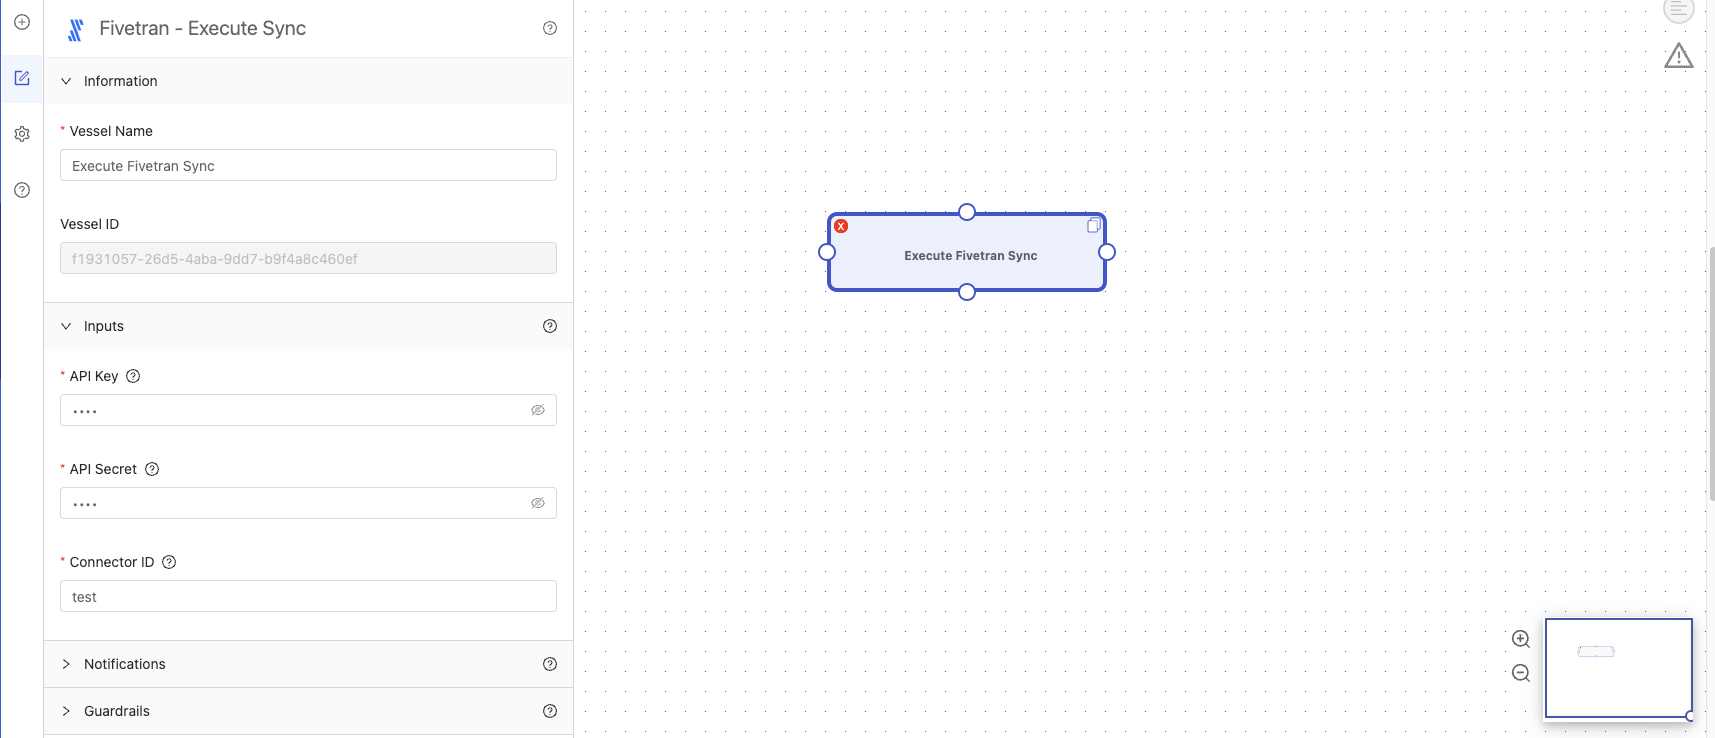 Fivetran - Execute Sync
Information
* Vessel Name
Execute Fivetran Sync
Vessel ID
f1931057-26d5-4aba-9dd7-b9f4a8c460ef
Inputs
* API Key
••••
* API Secret
••••
* Connector ID
test
Notifications
Guardrails
X
Execute Fivetran Sync